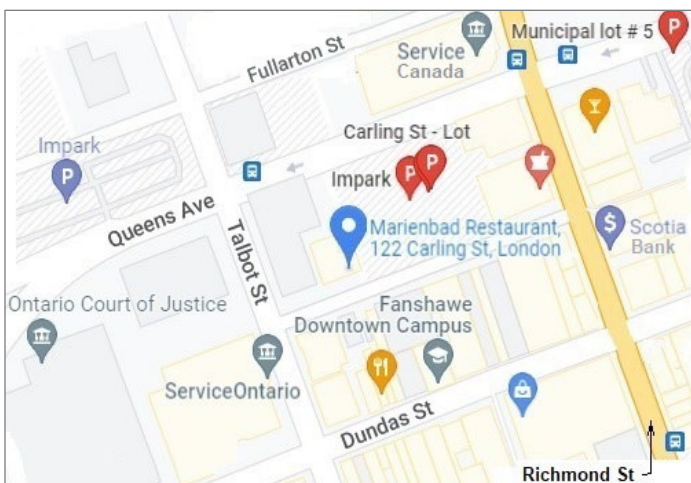 Municipal lot # 5
Fullarton St
Service
Canada
P
Impark
P
Carling St - Lot
Impark
P
P
Queens Ave
Talbot St
Marienbad Restaurant,
122 Carling St, London
$
Scotia
Bank
Ontario Court of Justice
Fanshawe
Downtown Campus
ServiceOntario
Dundas St
Richmond St